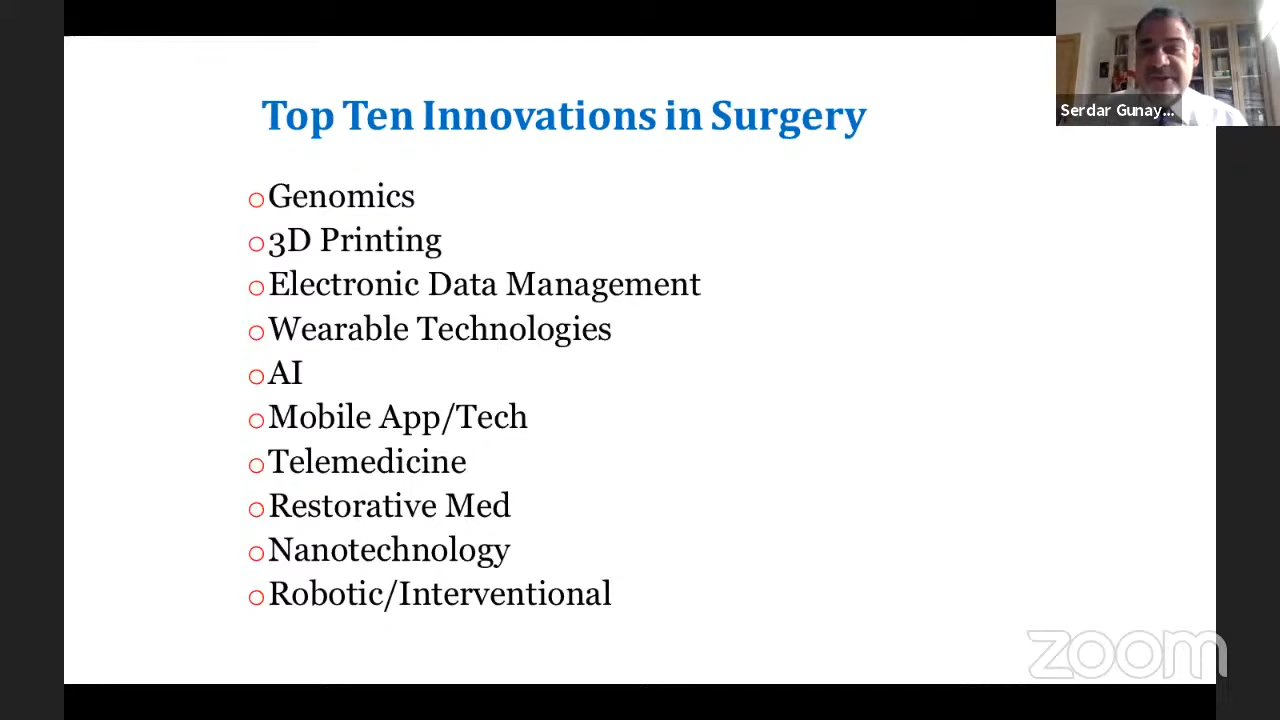 Top Ten Innovations in Surgery
Genomics
3D Printing
Electronic Data Management
Wearable Technologies
AI
Mobile App/Tech
Telemedicine
Restorative Med
Nanotechnology
Robotic/Interventional
Serdar Gunay...
zoom